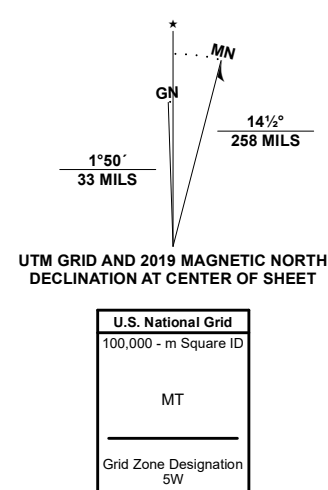 ★
MN
GN
14½°
258 MILS
1°50´
33 MILS
UTM GRID AND 2019 MAGNETIC NORTH
DECLINATION AT CENTER OF SHEET
U.S. National Grid
100,000 - m Square ID
MT
Grid Zone Designation
5W